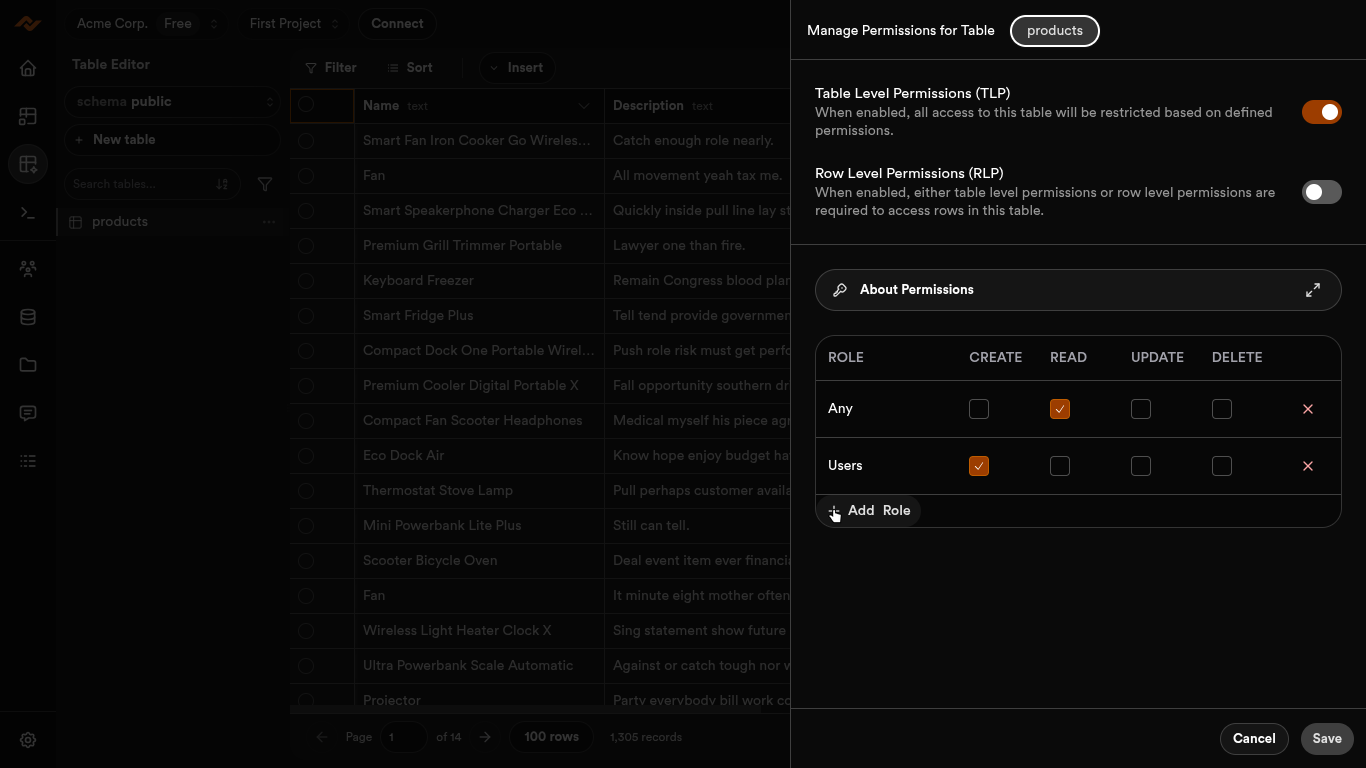 Acme Corp. Free First Project Connect
Manage Permissions for Table products
Table Editor
schema public
New table
Search tables...
products
Filter Sort Insert
Name text Description text
Smart Fan Iron Cooker Go Wireles... Catch enough role nearly.
Fan All movement yeah tax me.
Smart Speakerphone Charger Eco ... Quickly inside pull line lay st
Premium Grill Trimmer Portable Lawyer one than fire.
Keyboard Freezer Remain Congress blood plan
Smart Fridge Plus Tell tend provide governmen
Compact Dock One Portable Wirel... Push role risk must get perfo
Premium Cooler Digital Portable X Fall opportunity southern dr
Compact Fan Scooter Headphones Medical myself his piece agr
Eco Dock Air Know hope enjoy budget ha
Thermostat Stove Lamp Pull perhaps customer availa
Mini Powerbank Lite Plus Still can tell.
Scooter Bicycle Oven Deal event item ever financia
Fan It minute eight mother often
Wireless Light Heater Clock X Sing statement show future
Ultra Powerbank Scale Automatic Against or catch tough nor w
Projector Party everybody bill work co
Page 1 of 14 100 rows 1,305 records
Table Level Permissions (TLP)
When enabled, all access to this table will be restricted based on defined
permissions.
Row Level Permissions (RLP)
When enabled, either table level permissions or row level permissions are
required to access rows in this table.
About Permissions
ROLE CREATE READ UPDATE DELETE
Any
Users
Add Role
Cancel Save